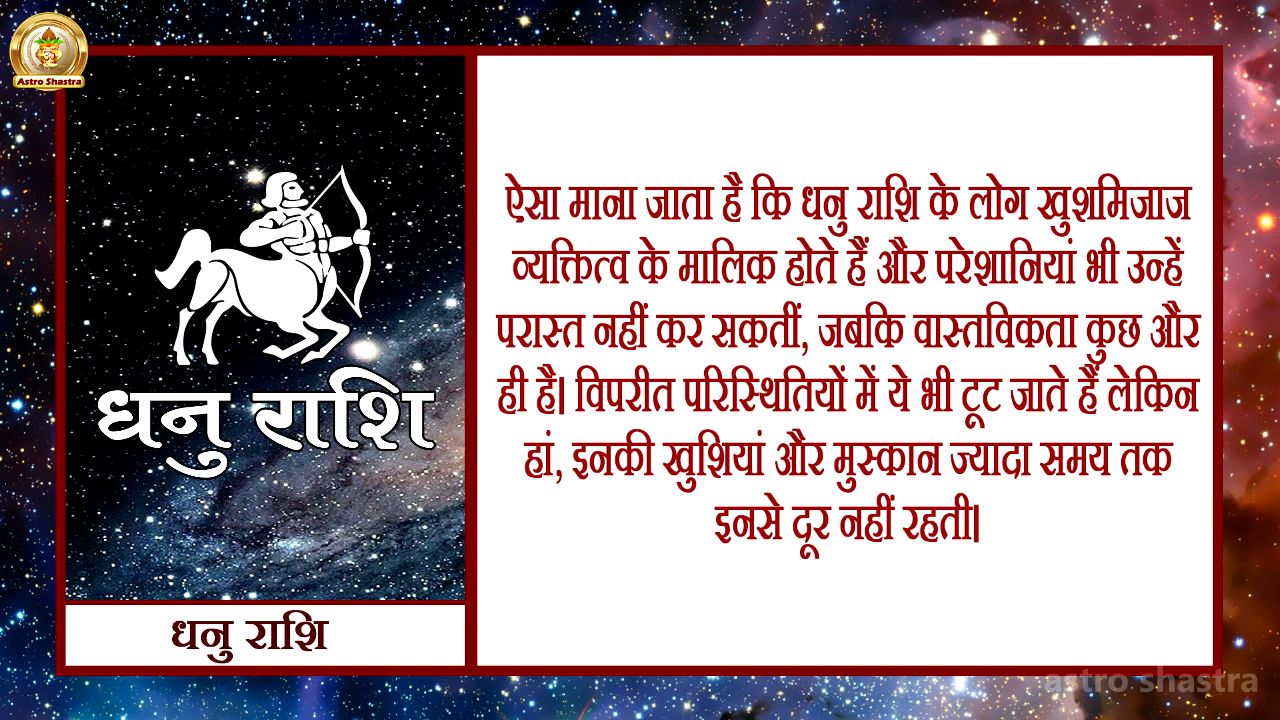 Astro Shastra
धनु राशि
धनु राशि
ऐसा माना जाता है कि धनु राशि के लोग खुशमिजाज
व्यक्तित्व के मालिक होते हैं और परेशानियां भी उन्हें
परास्त नहीं कर सकतीं, जबकि वास्तविकता कुछ और
ही है। विपरीत परिस्थितियों में ये भी टूट जाते हैं लेकिन
हां, इनकी खुशियां और मुस्कान ज्यादा समय तक
इनसे दूर नहीं रहती।
astro shastra